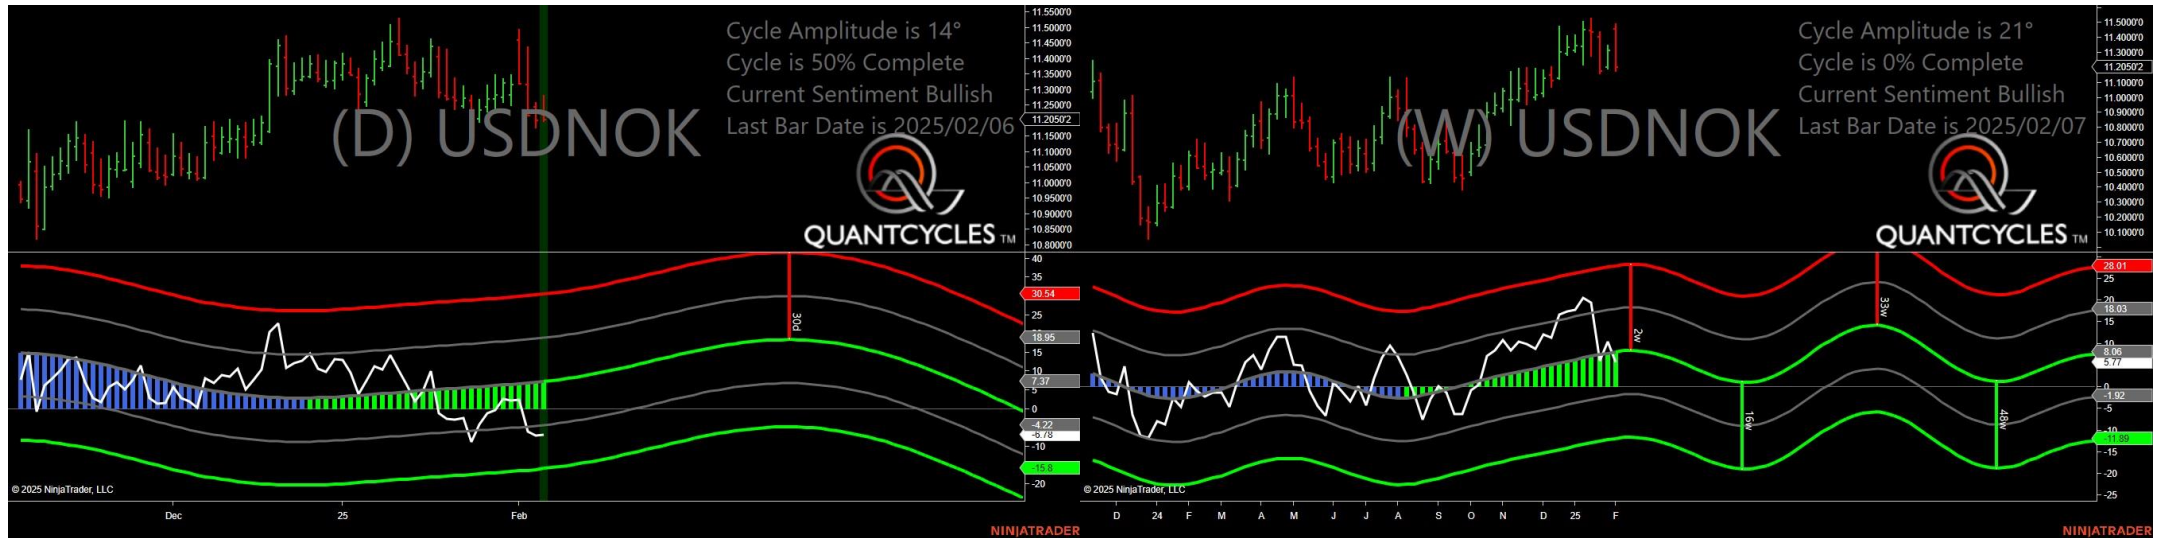 Cycle Amplitude is 14°
Cycle is 50% Complete
Current Sentiment Bullish
Last Bar Date is 2025/02/06
(D) USDNOK
QUANTCYCLES TM
11.5500'0
11.5000'0
11.4500'0
11.4000'0
11.3500'0
11.3000'0
11.2500'0
11.2050'2
11.1500'0
11.1000'0
11.0500'0
11.0000'0
10.9500'0
10.9000'0
10.8500'0
10.8000'0
40
35
30.54
25
18.95
15
10
7.37
5
0
-4.22
-6.78
-10
-15.8
-20
30d
© 2025 NinjaTrader, LLC
Dec
25
Feb
NINJATRADER
Cycle Amplitude is 21°
Cycle is 0% Complete
Current Sentiment Bullish
Last Bar Date is 2025/02/07
(W) USDNOK
QUANTCYCLES TM
11.5000'0
11.4000'0
11.3000'0
11.2050'2
11.1000'0
11.0000'0
10.9000'0
10.8000'0
10.7000'0
10.6000'0
10.5000'0
10.4000'0
10.3000'0
10.2000'0
10.1000'0
28.01
25
20
18.03
15
10
8.06
5.77
0
-1.92
-5
-10
-11.89
-15
-20
-25
2w
16w
33w
48w
© 2025 NinjaTrader, LLC
D 24 F M A M J J A S O N D 25 F
NINJATRADER